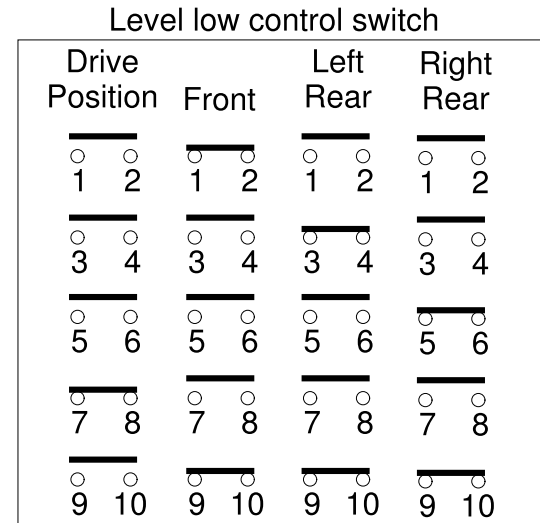 Level low control switch
Drive Position
Front
Left Rear
Right Rear
1 2 1 2 1 2 1 2
3 4 3 4 3 4 3 4
5 6 5 6 5 6 5 6
7 8 7 8 7 8 7 8
9 10 9 10 9 10 9 10